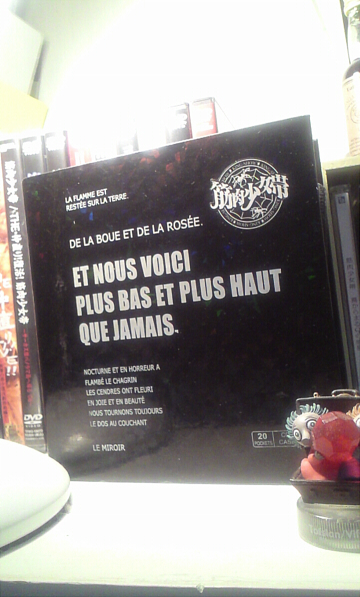 LA FLAMME EST
RESTÉE SUR LA TERRE.
筋肉少女帯
DE LA BOUE ET DE LA ROSÉE.
ET NOUS VOICI
PLUS BAS ET PLUS HAUT
QUE JAMAIS.
NOCTURNE ET EN HORREUR A
FLAMBÉ LE CHAGRIN
LES CENDRES ONT FLEURI
EN JOIE ET EN BEAUTÉ
NOUS TOURNONS TOUJOURS
LE DOS AU COUCHANT
LE MIROIR
20
POCKETS
DVD